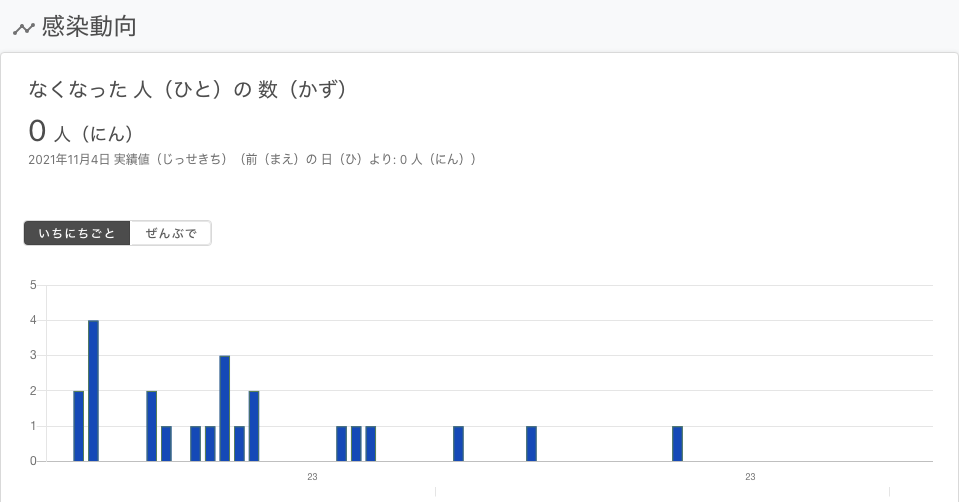 感染動向
なくなった 人（ひと）の 数（かず）
0 人（にん）
2021年11月4日 実績値（じっせきち）（前（まえ）の 日（ひ）より: 0 人（にん））
いちにちごと ぜんぶで
5
4
3
2
1
0
23 23